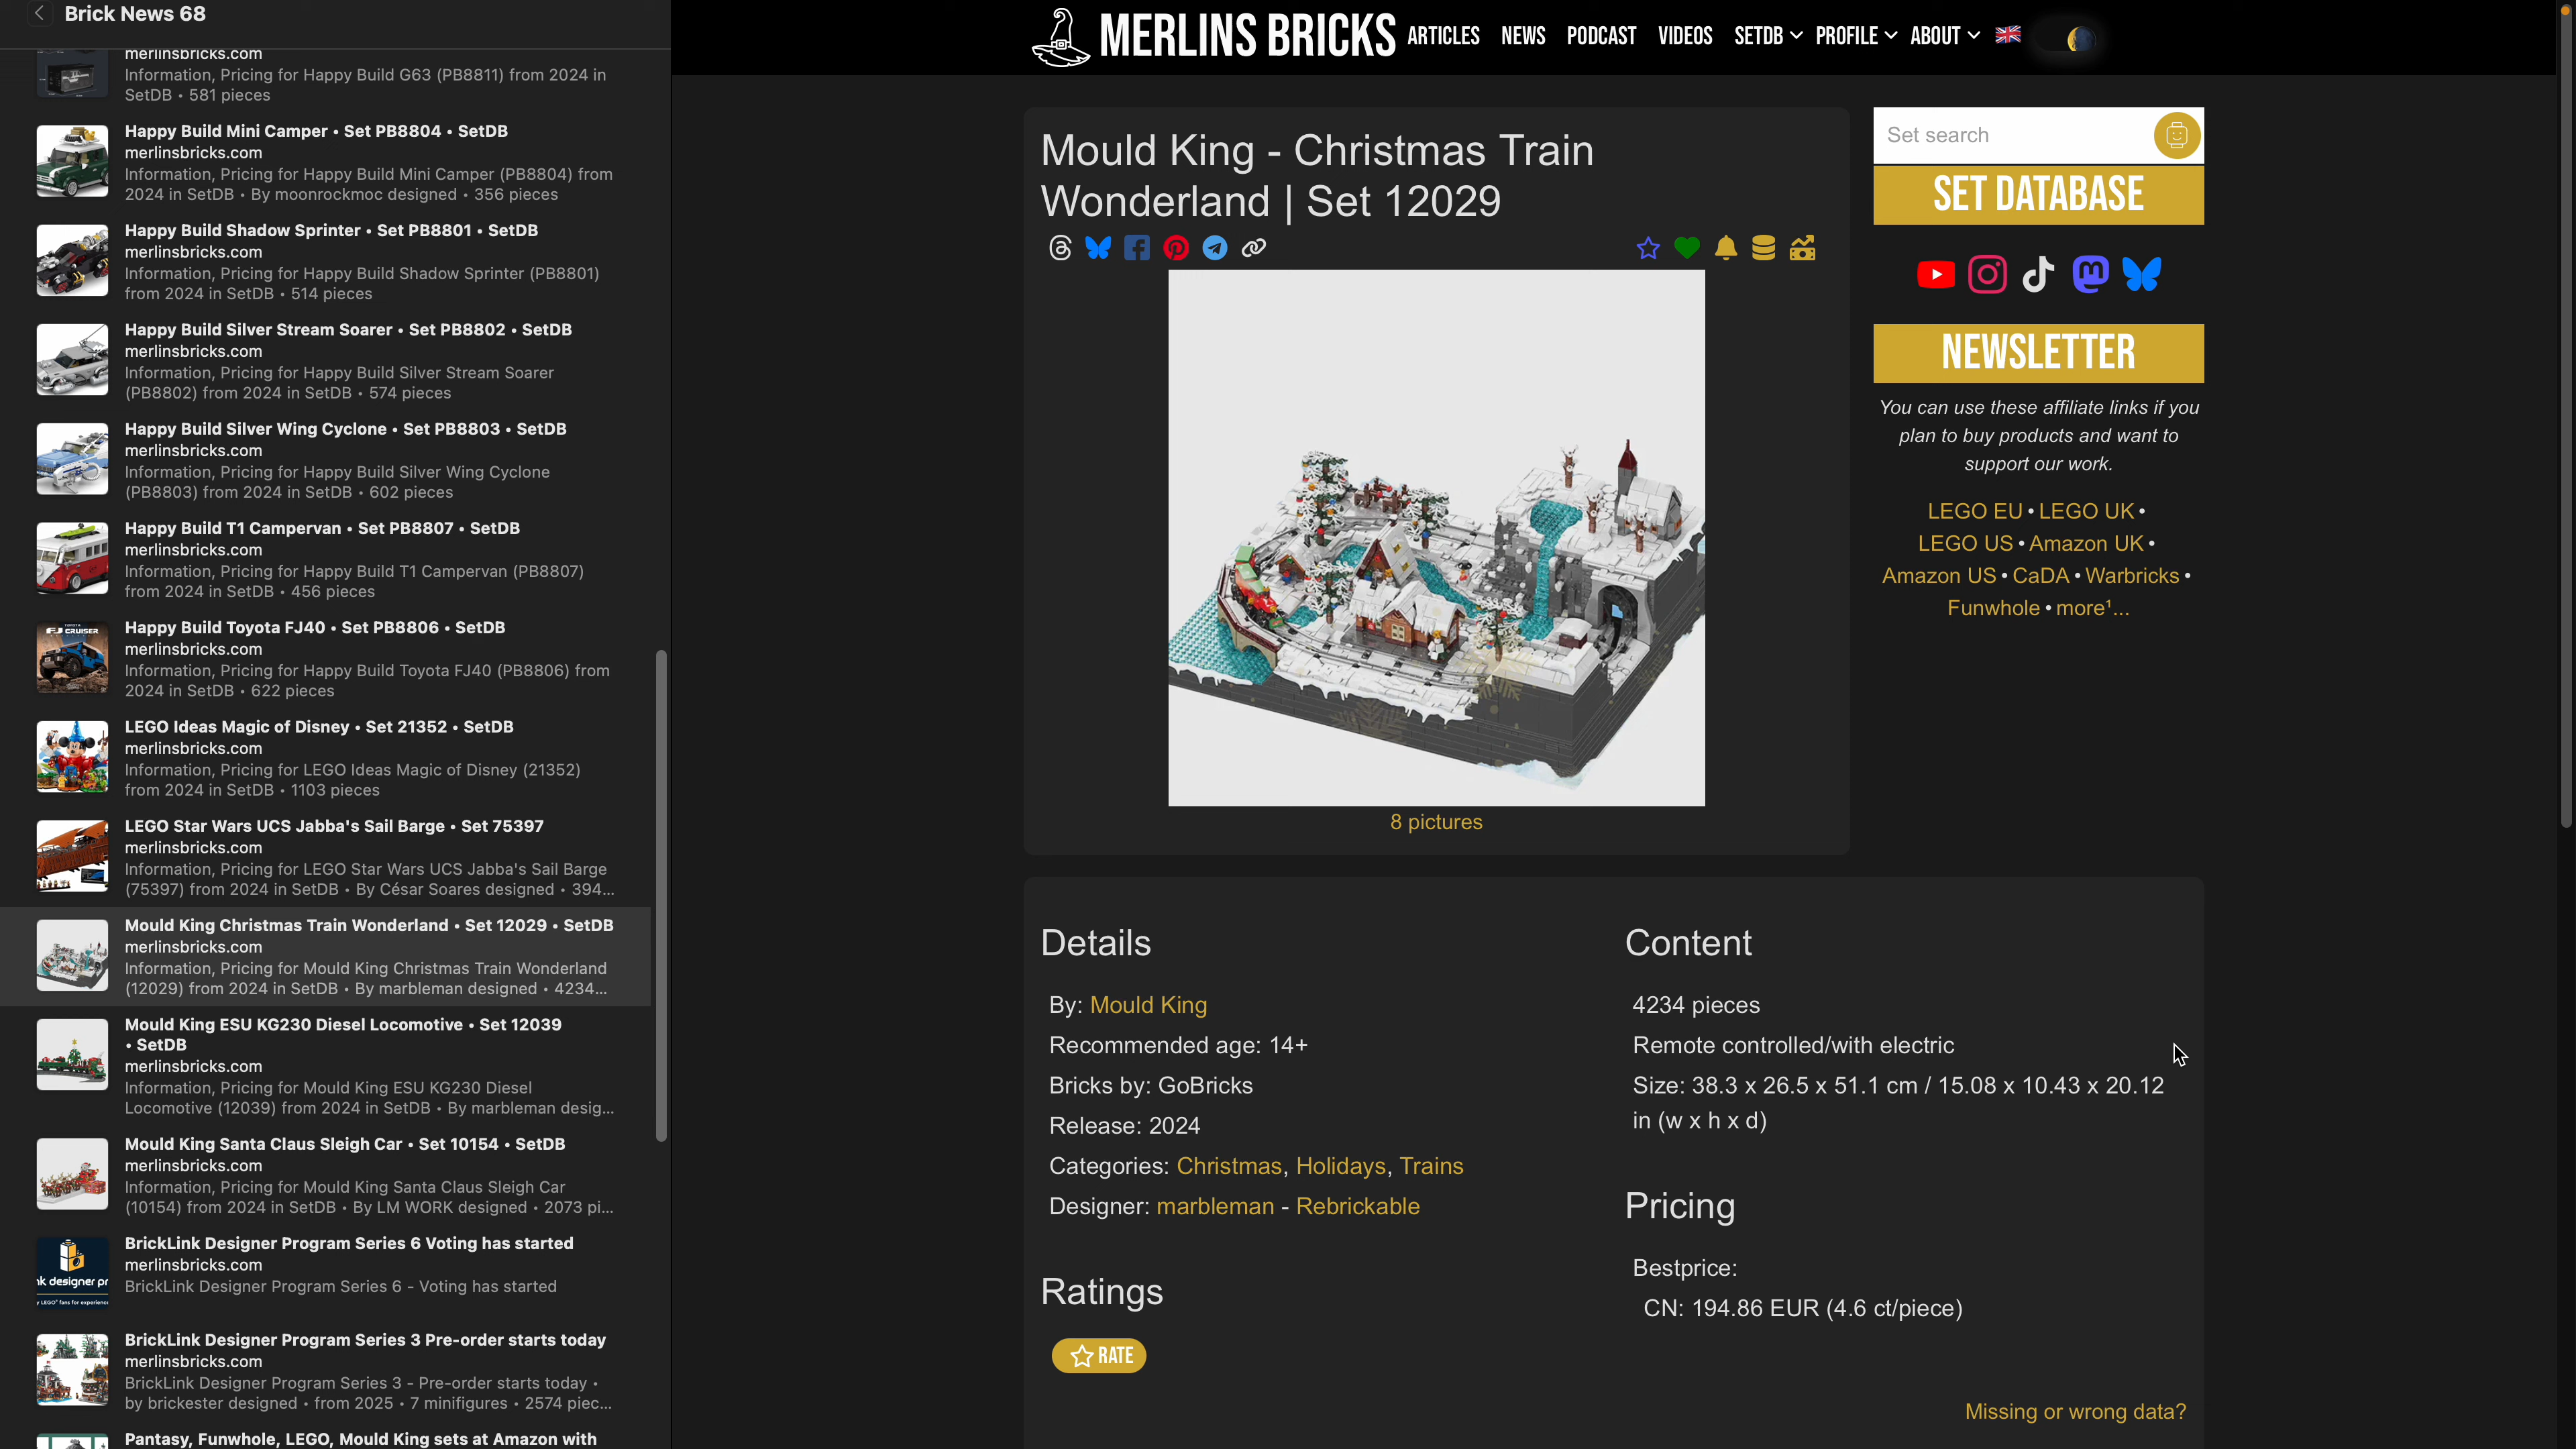 Brick News 68
merlinsbricks.com
Information, Pricing for Happy Build G63 (PB8811) from 2024 in
SetDB • 581 pieces
Happy Build Mini Camper • Set PB8804 • SetDB
merlinsbricks.com
Information, Pricing for Happy Build Mini Camper (PB8804) from
2024 in SetDB • By moonrockmoc designed • 356 pieces
Happy Build Shadow Sprinter • Set PB8801 • SetDB
merlinsbricks.com
Information, Pricing for Happy Build Shadow Sprinter (PB8801)
from 2024 in SetDB • 514 pieces
Happy Build Silver Stream Soarer • Set PB8802 • SetDB
merlinsbricks.com
Information, Pricing for Happy Build Silver Stream Soarer
(PB8802) from 2024 in SetDB • 574 pieces
Happy Build Silver Wing Cyclone • Set PB8803 • SetDB
merlinsbricks.com
Information, Pricing for Happy Build Silver Wing Cyclone
(PB8803) from 2024 in SetDB • 602 pieces
Happy Build T1 Campervan • Set PB8807 • SetDB
merlinsbricks.com
Information, Pricing for Happy Build T1 Campervan (PB8807)
from 2024 in SetDB • 456 pieces
FJ CRUISER
Happy Build Toyota FJ40 • Set PB8806 • SetDB
merlinsbricks.com
Information, Pricing for Happy Build Toyota FJ40 (PB8806) from
2024 in SetDB • 622 pieces
LEGO Ideas Magic of Disney • Set 21352 • SetDB
merlinsbricks.com
Information, Pricing for LEGO Ideas Magic of Disney (21352)
from 2024 in SetDB • 1103 pieces
LEGO Star Wars UCS Jabba's Sail Barge • Set 75397
merlinsbricks.com
Information, Pricing for LEGO Star Wars UCS Jabba's Sail Barge
(75397) from 2024 in SetDB • By César Soares designed • 394...
Mould King Christmas Train Wonderland • Set 12029 • SetDB
merlinsbricks.com
Information, Pricing for Mould King Christmas Train Wonderland
(12029) from 2024 in SetDB • By marbleman designed • 4234...
Mould King ESU KG230 Diesel Locomotive • Set 12039
• SetDB
merlinsbricks.com
Information, Pricing for Mould King ESU KG230 Diesel
Locomotive (12039) from 2024 in SetDB • By marbleman desig...
Mould King Santa Claus Sleigh Car • Set 10154 • SetDB
merlinsbricks.com
Information, Pricing for Mould King Santa Claus Sleigh Car
(10154) from 2024 in SetDB • By LM WORK designed • 2073 pi...
nk designer pr
BrickLink Designer Program Series 6 Voting has started
merlinsbricks.com
BrickLink Designer Program Series 6 - Voting has started
BrickLink Designer Program Series 3 Pre-order starts today
merlinsbricks.com
BrickLink Designer Program Series 3 - Pre-order starts today •
by brickester designed • from 2025 • 7 minifigures • 2574 piec...
Pantasy, Funwhole, LEGO, Mould King sets at Amazon with
MERLINS BRICKS
ARTICLES NEWS PODCAST VIDEOS SETDB PROFILE ABOUT
Mould King - Christmas Train
Wonderland | Set 12029
8 pictures
Set search
SET DATABASE
NEWSLETTER
You can use these affiliate links if you
plan to buy products and want to
support our work.
LEGO EU • LEGO UK •
LEGO US • Amazon UK •
Amazon US • CaDA • Warbricks •
Funwhole • more¹...
Details
By: Mould King
Recommended age: 14+
Bricks by: GoBricks
Release: 2024
Categories: Christmas, Holidays, Trains
Designer: marbleman - Rebrickable
Ratings
RATE
Content
4234 pieces
Remote controlled/with electric
Size: 38.3 x 26.5 x 51.1 cm / 15.08 x 10.43 x 20.12
in (w x h x d)
Pricing
Bestprice:
CN: 194.86 EUR (4.6 ct/piece)
Missing or wrong data?